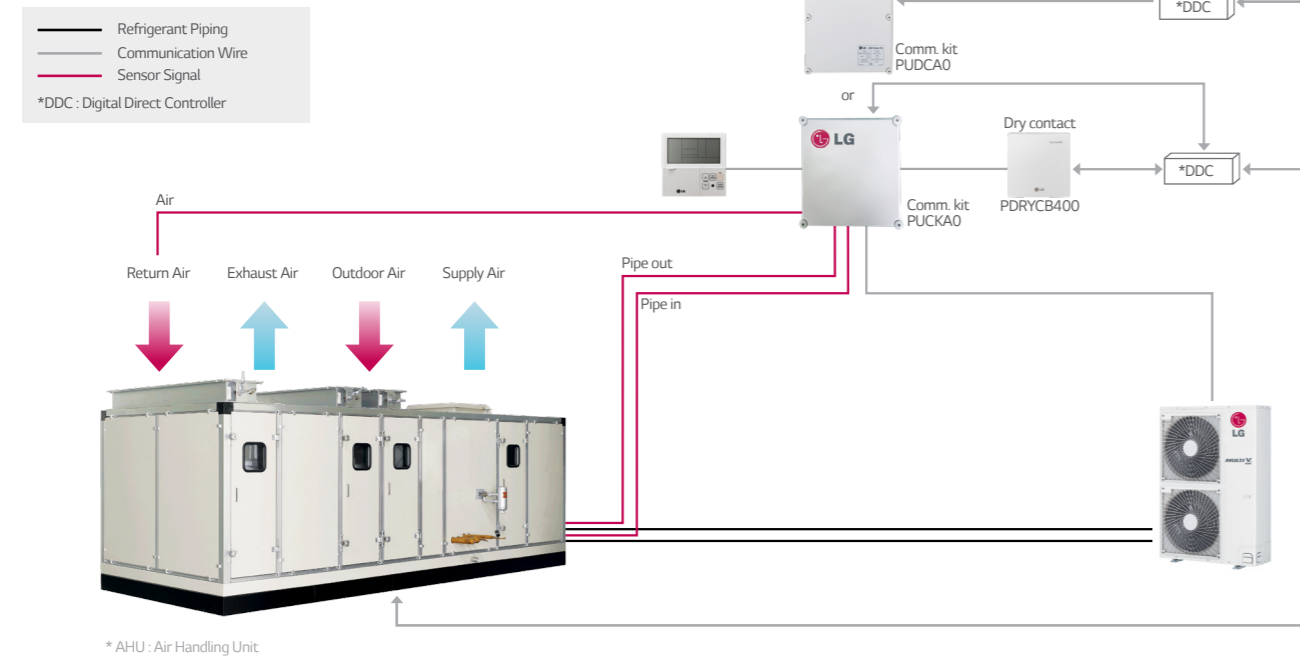 Refrigerant Piping
Communication Wire
Sensor Signal
*DDC : Digital Direct Controller
*DDC
Comm. kit
PUDCA0
or
LG
Dry contact
*DDC
Comm. kit
PUCKA0
PDRYCB400
Air
Return Air
Exhaust Air
Outdoor Air
Supply Air
Pipe out
Pipe in
LG
MULTI V
* AHU : Air Handling Unit